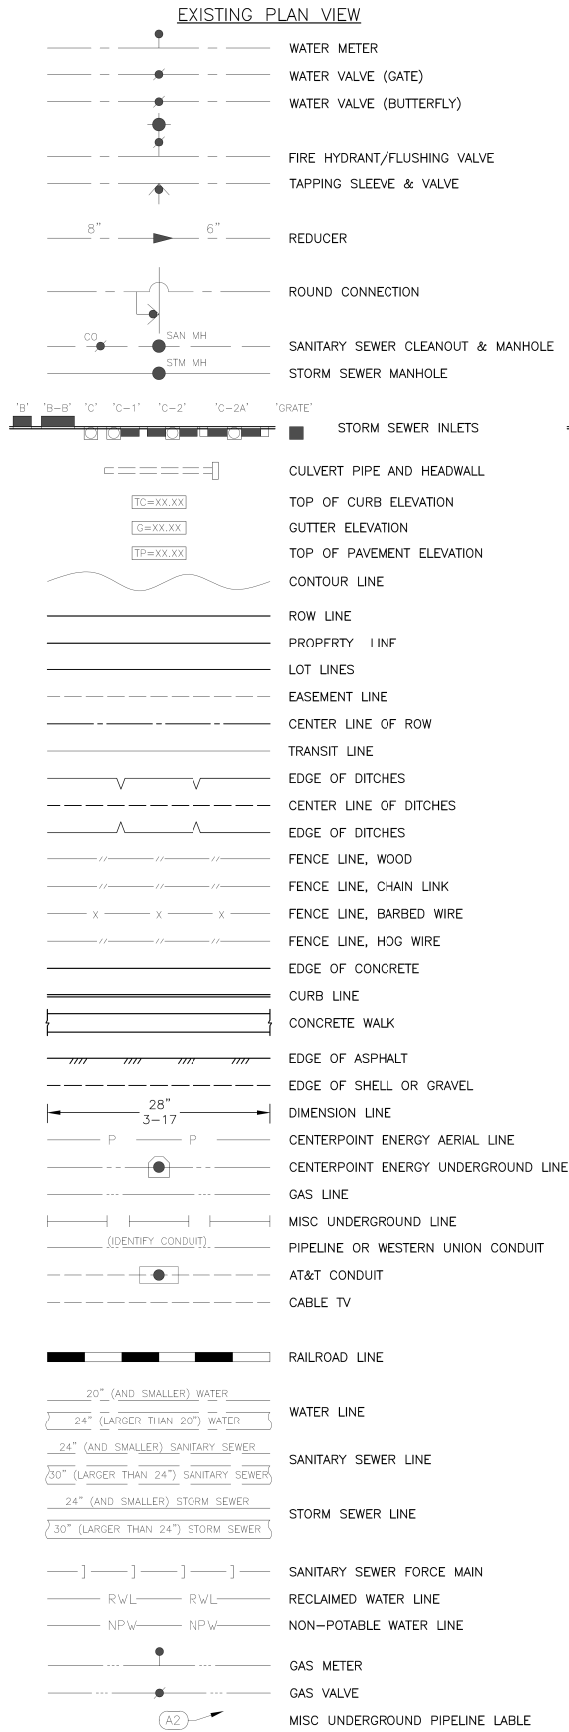 EXISTING PLAN VIEW
WATER METER
WATER VALVE (GATE)
WATER VALVE (BUTTERFLY)
FIRE HYDRANT/FLUSHING VALVE
TAPPING SLEEVE & VALVE
8" 6" REDUCER
ROUND CONNECTION
CO SAN MH SANITARY SEWER CLEANOUT & MANHOLE
STM MH STORM SEWER MANHOLE
'B' 'B-B' 'C' 'C-1' 'C-2' 'C-2A' 'GRATE'
STORM SEWER INLETS
CULVERT PIPE AND HEADWALL
TC=XX.XX TOP OF CURB ELEVATION
G=XX.XX GUTTER ELEVATION
TP=XX.XX TOP OF PAVEMENT ELEVATION
CONTOUR LINE
ROW LINE
PROPERTY LINE
LOT LINES
EASEMENT LINE
CENTER LINE OF ROW
TRANSIT LINE
EDGE OF DITCHES
CENTER LINE OF DITCHES
EDGE OF DITCHES
FENCE LINE, WOOD
FENCE LINE, CHAIN LINK
X X X FENCE LINE, BARBED WIRE
FENCE LINE, HOG WIRE
EDGE OF CONCRETE
CURB LINE
CONCRETE WALK
EDGE OF ASPHALT
EDGE OF SHELL OR GRAVEL
28"
3-17 DIMENSION LINE
P P CENTERPOINT ENERGY AERIAL LINE
CENTERPOINT ENERGY UNDERGROUND LINE
GAS LINE
MISC UNDERGROUND LINE
(IDENTIFY CONDUIT) PIPELINE OR WESTERN UNION CONDUIT
AT&T CONDUIT
CABLE TV
RAILROAD LINE
20" (AND SMALLER) WATER
WATER LINE
24" (LARGER THAN 20") WATER
24" (AND SMALLER) SANITARY SEWER
SANITARY SEWER LINE
30" (LARGER THAN 24") SANITARY SEWER
24" (AND SMALLER) STORM SEWER
STORM SEWER LINE
30" (LARGER THAN 24") STORM SEWER
SANITARY SEWER FORCE MAIN
RWL RWL RECLAIMED WATER LINE
NPW NPW NON-POTABLE WATER LINE
GAS METER
GAS VALVE
A2 MISC UNDERGROUND PIPELINE LABLE